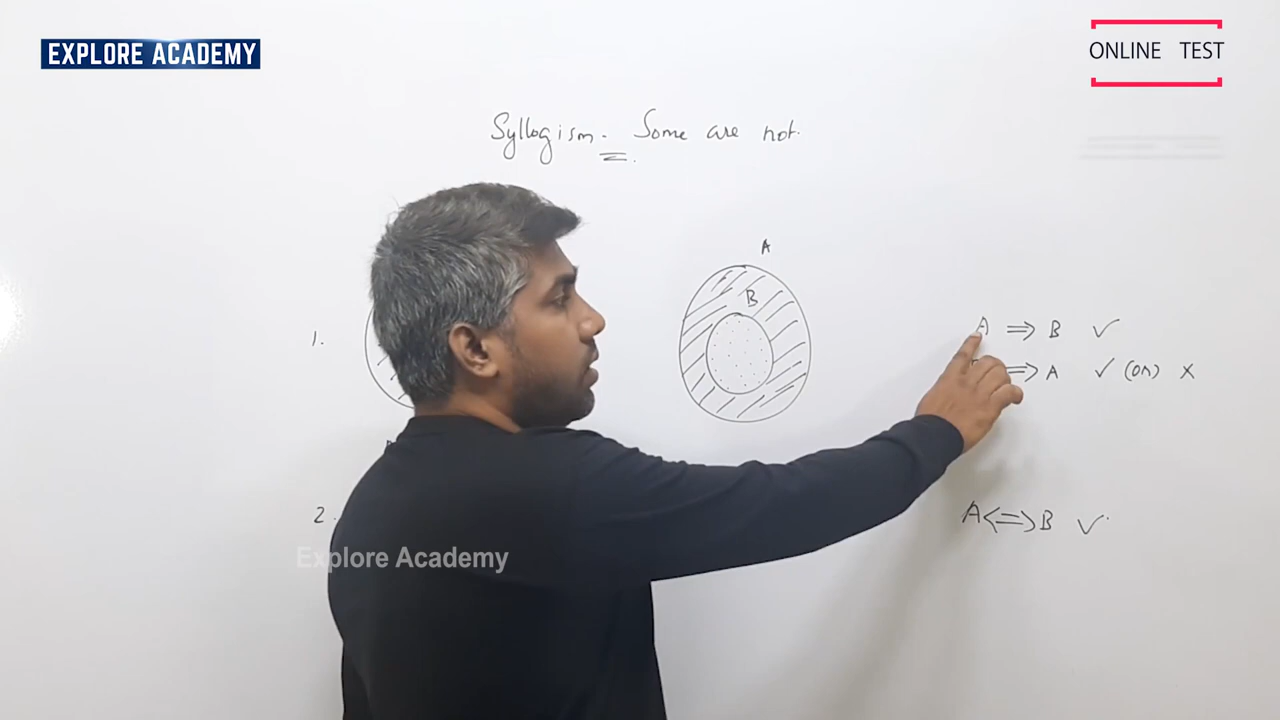 EXPLORE ACADEMY
ONLINE TEST
Syllogism - Some are not.
A
B
1.
A ⇒ B ✓
⇒ A ✓ (or) ✗
2.
A <⇒> B ✓
Explore Academy